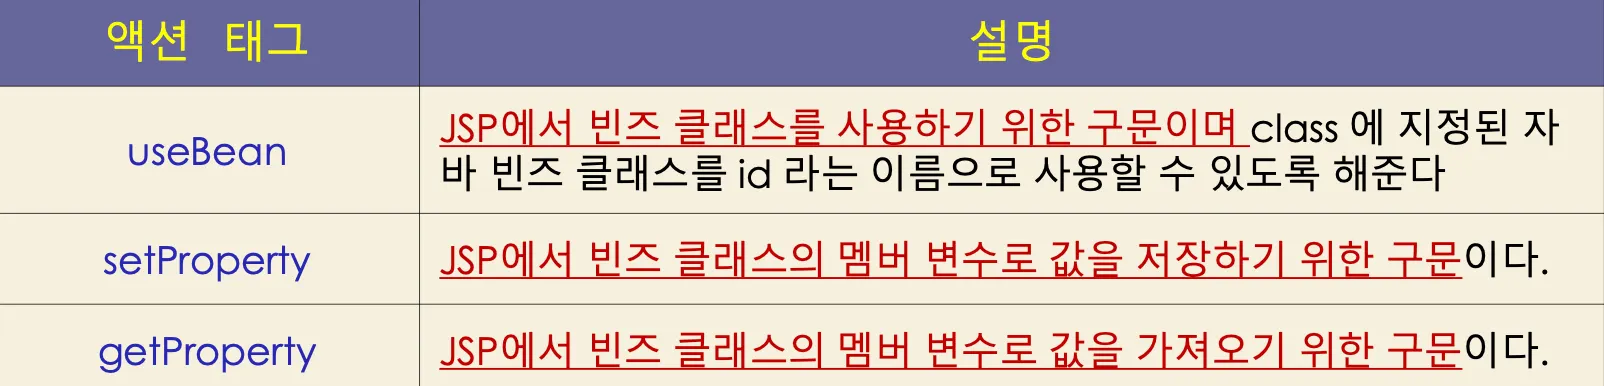 액션 태그 설명
useBean JSP에서 빈즈 클래스를 사용하기 위한 구문이며 class 에 지정된 자
바 빈즈 클래스를 id 라는 이름으로 사용할 수 있도록 해준다
setProperty JSP에서 빈즈 클래스의 멤버 변수로 값을 저장하기 위한 구문이다.
getProperty JSP에서 빈즈 클래스의 멤버 변수로 값을 가져오기 위한 구문이다.